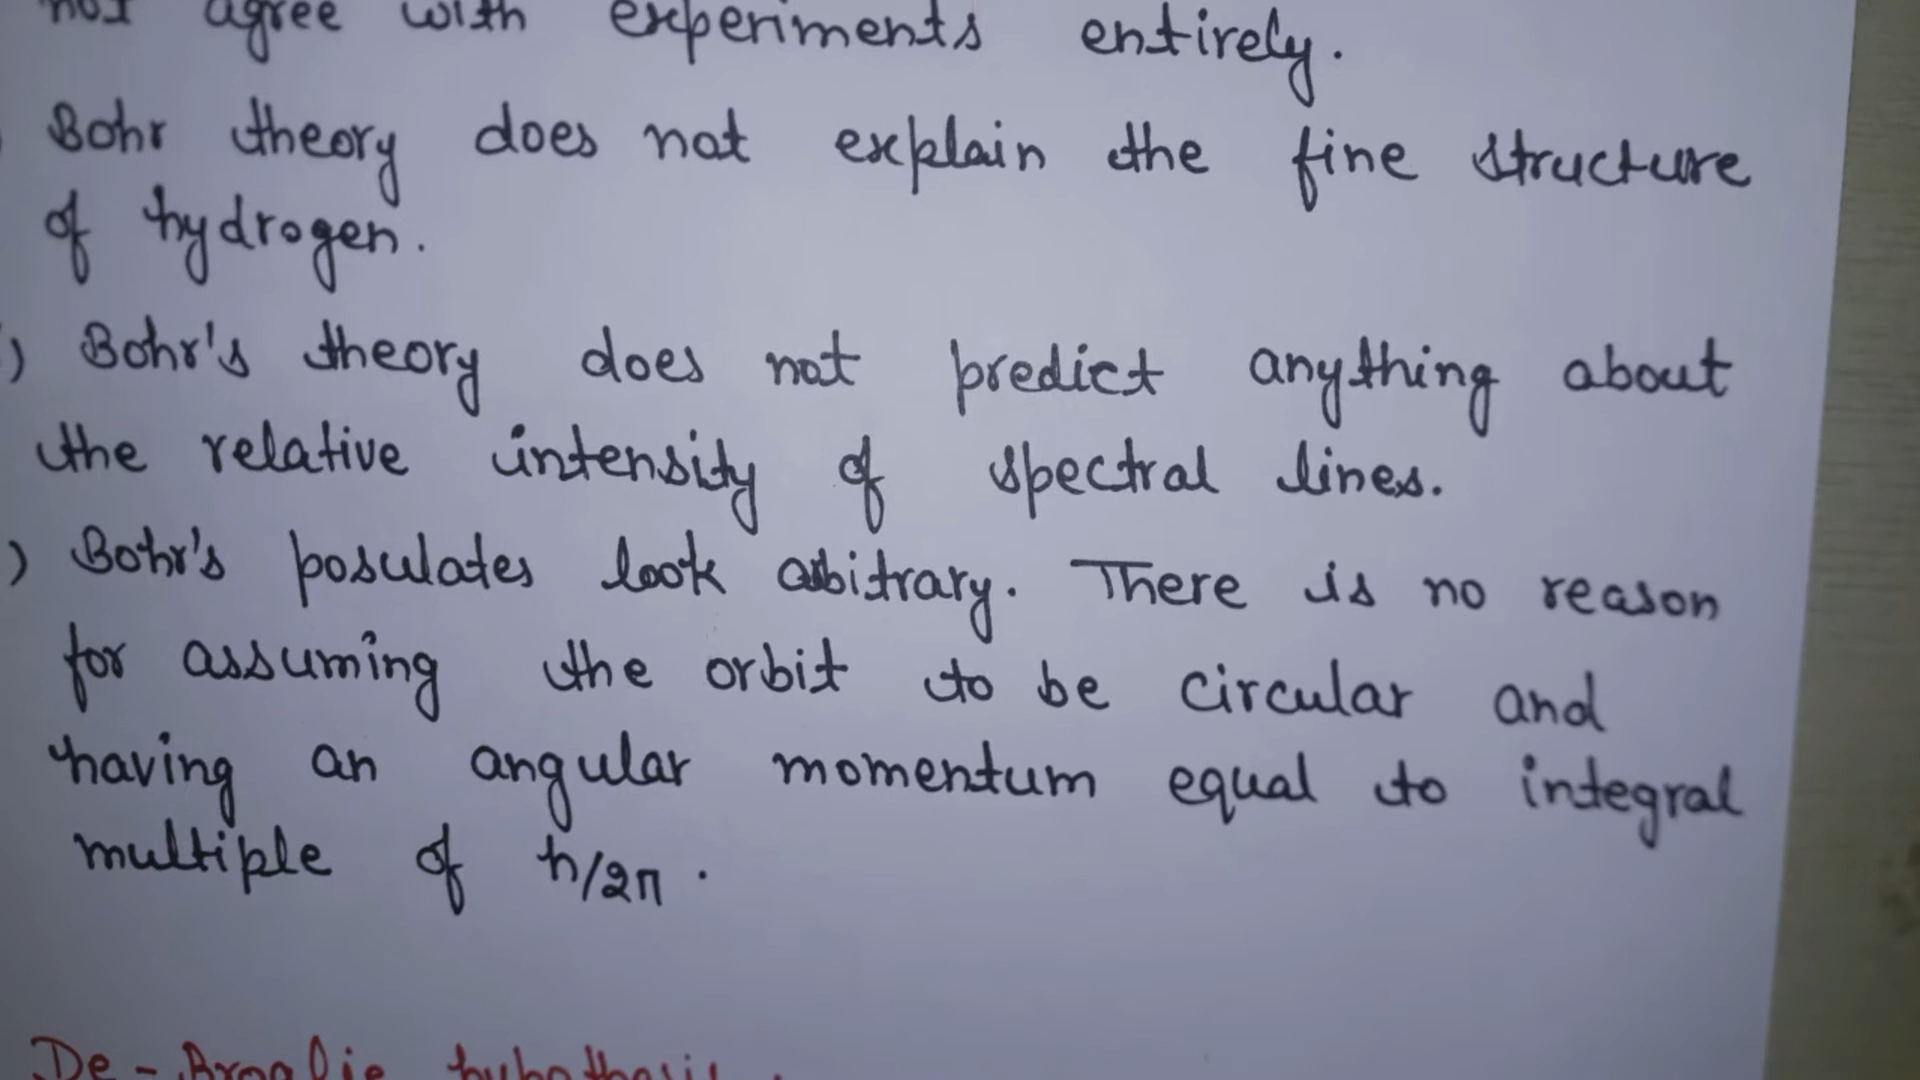 not agree with experiments entirely.
Bohr theory does not explain the fine structure
of hydrogen.
) Bohr's theory does not predict anything about
the relative intensity of spectral lines.
) Bohr's posulates look abitrary. There is no reason
for assuming the orbit to be circular and
having an angular momentum equal to integral
multiple of h/2π.
De-Broglie hypothesis.